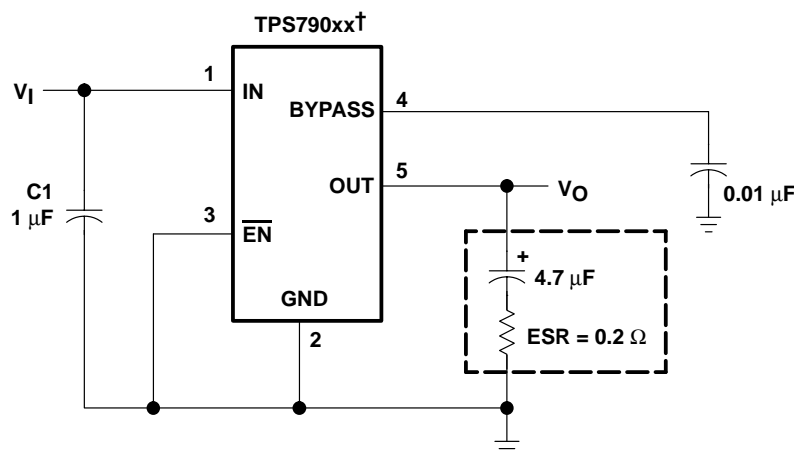 TPS790xx†
VI
1
IN
BYPASS
4
C1
1 μF
OUT
5
VO
0.01 μF
3
EN
+
4.7 μF
GND
2
ESR = 0.2 Ω